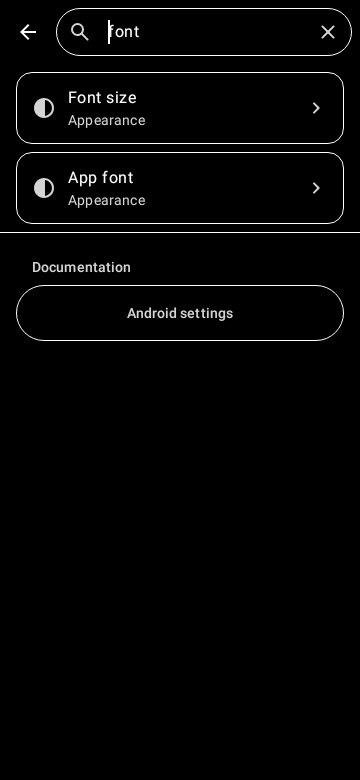 font
Font size
Appearance
App font
Appearance
Documentation
Android settings